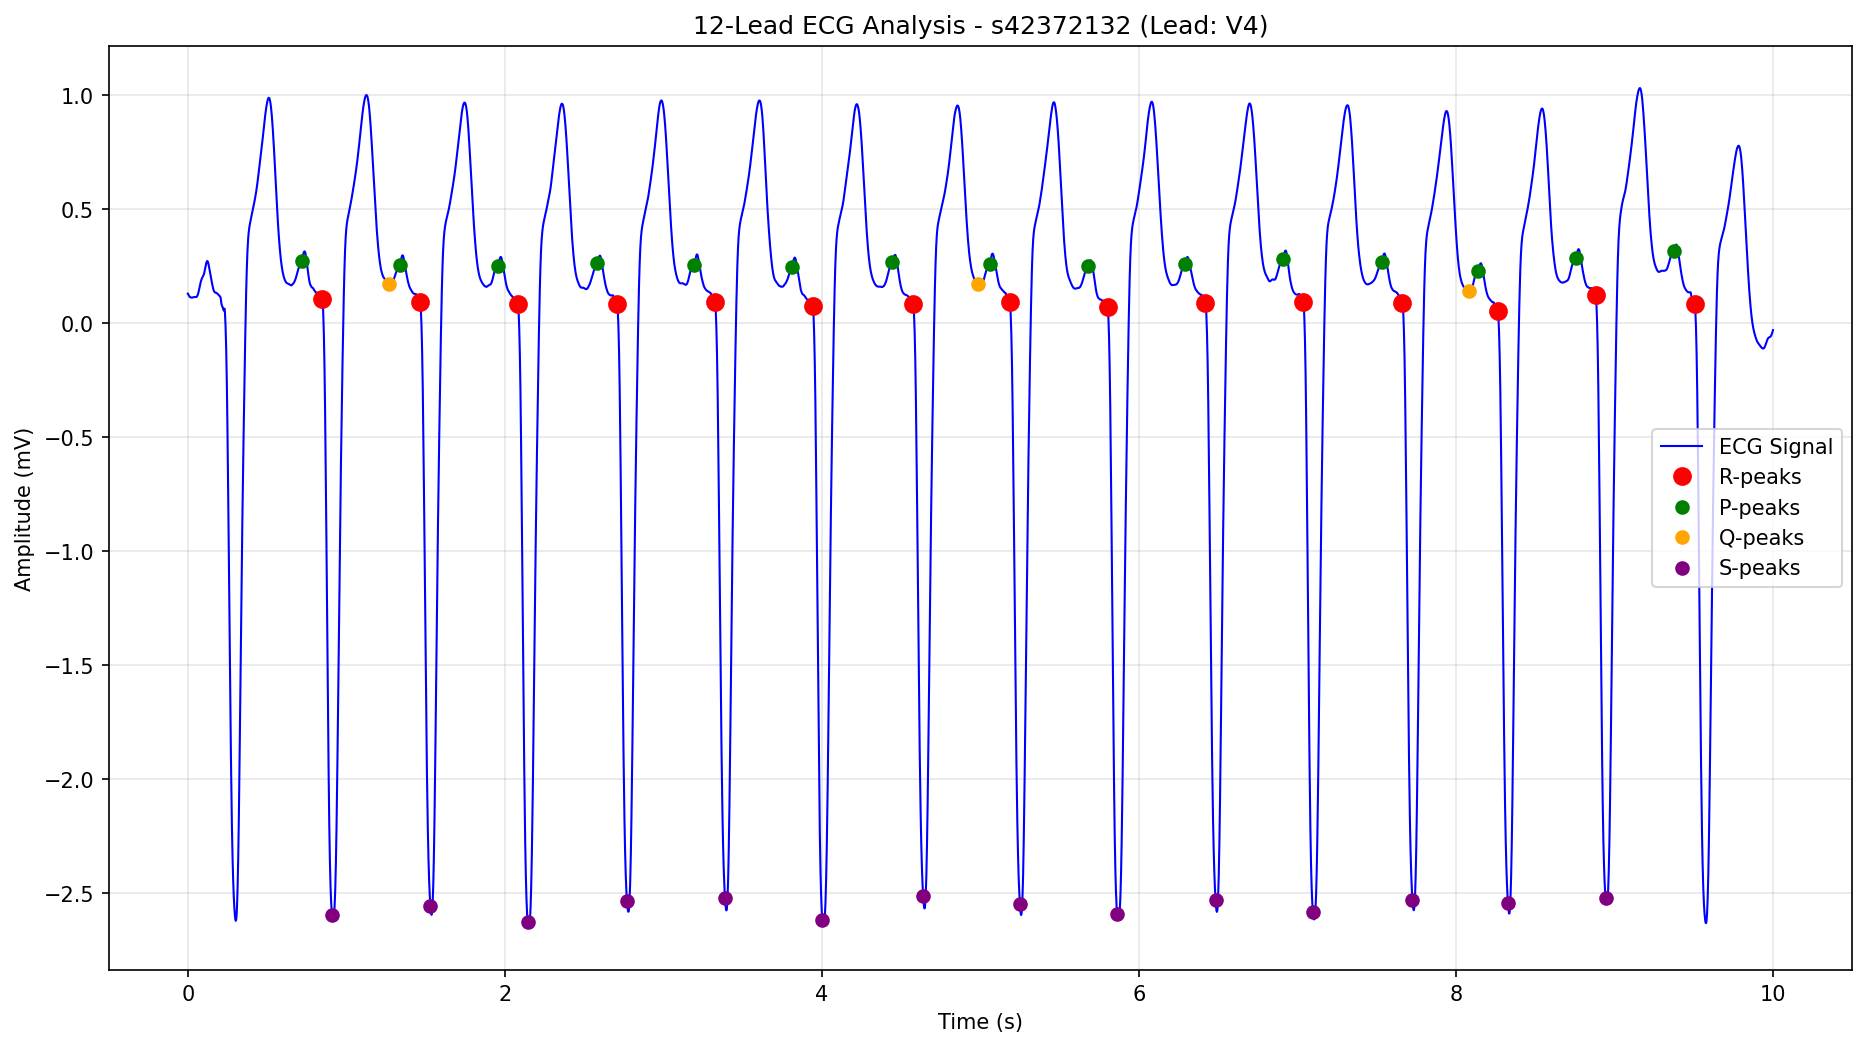 12-Lead ECG Analysis - s42372132 (Lead: V4)
Amplitude (mV)
1.0
0.5
0.0
−0.5
−1.0
−1.5
−2.0
−2.5
ECG Signal
R-peaks
P-peaks
Q-peaks
S-peaks
0 2 4 6 8 10
Time (s)